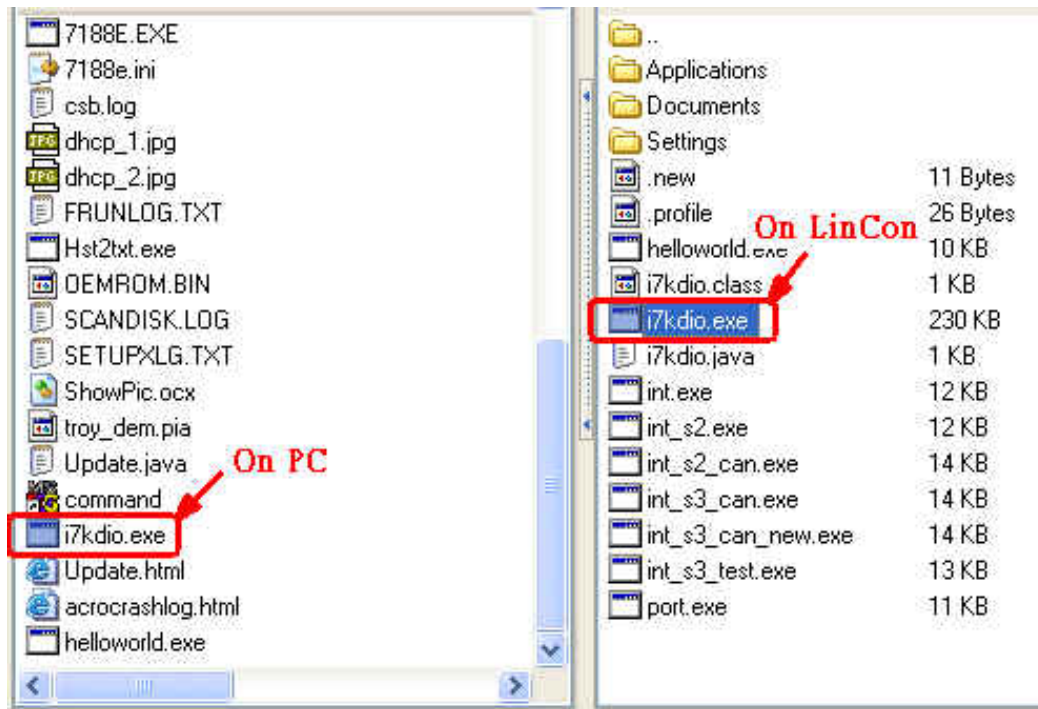 7188E.EXE
7188e.ini
csb.log
dhcp_1.jpg
dhcp_2.jpg
FRUNLOG.TXT
Hst2txt.exe
OEMROM.BIN
SCANDISK.LOG
SETUPXLG.TXT
ShowPic.ocx
troy_dem.pia
Update.java
On PC
command
i7kdio.exe
Update.html
acrocrashlog.html
helloworld.exe
..
Applications
Documents
Settings
.new 11 Bytes
.profile 26 Bytes
On LinCon
helloworld.exe 10 KB
i7kdio.class 1 KB
i7kdio.exe 230 KB
i7kdio.java 1 KB
int.exe 12 KB
int_s2.exe 12 KB
int_s2_can.exe 14 KB
int_s3_can.exe 14 KB
int_s3_can_new.exe 14 KB
int_s3_test.exe 13 KB
port.exe 11 KB